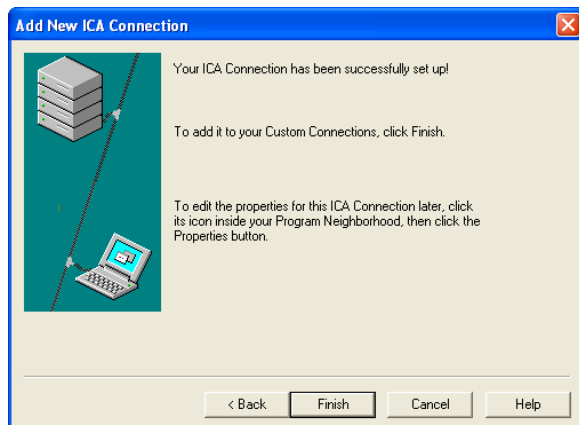 Add New ICA Connection
Your ICA Connection has been successfully set up!
To add it to your Custom Connections, click Finish.
To edit the properties for this ICA Connection later, click
its icon inside your Program Neighborhood, then click the
Properties button.
< Back
Finish
Cancel
Help